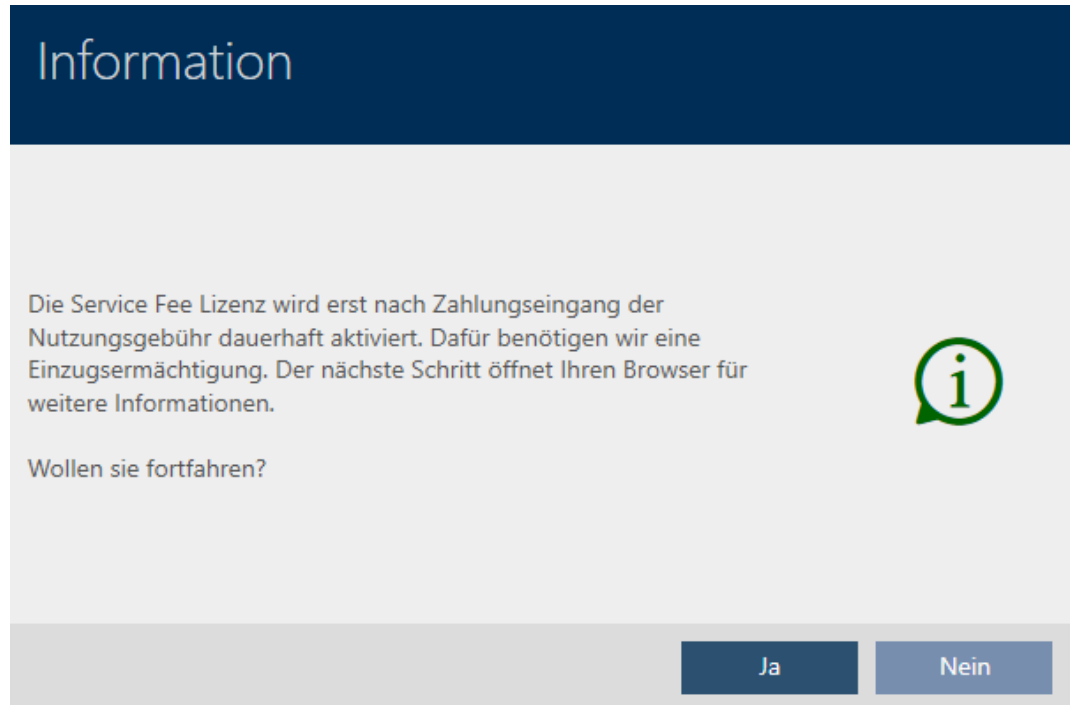 Information
Die Service Fee Lizenz wird erst nach Zahlungseingang der
Nutzungsgebühr dauerhaft aktiviert. Dafür benötigen wir eine
Einzugsermächtigung. Der nächste Schritt öffnet Ihren Browser für
weitere Informationen.
Wollen sie fortfahren?
i
Ja
Nein